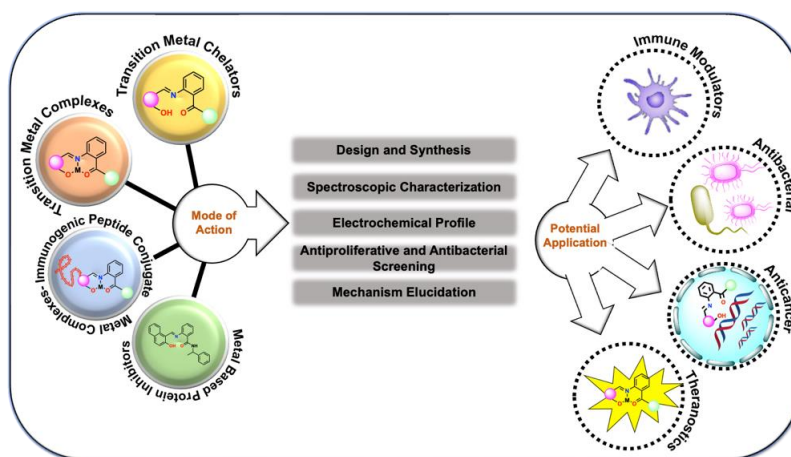 Transition Metal Chelators
N
OH
O
Transition Metal Complexes
N
O
M
O
Metal Complexes-Immunogenic Peptide Conjugate
N
O
M
O
Metal Based Protein Inhibitors
Mode of
Action
Design and Synthesis
Spectroscopic Characterization
Electrochemical Profile
Antiproliferative and Antibacterial
Screening
Mechanism Elucidation
Potential
Application
Immune Modulators
Antibacterial
Anticancer
N
O
OH
Theranostics
N
O
M
O